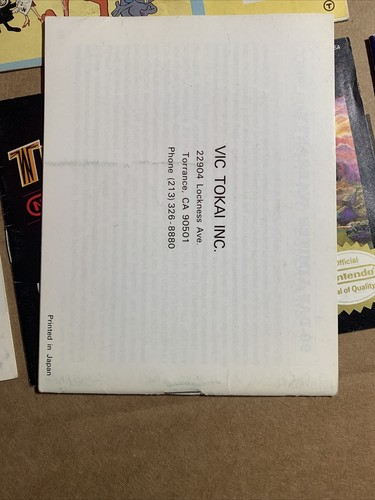 VIC TOKAI INC.
22904 Lockness Ave.
Torrance, CA 90501
Phone (213) 326-8880
Printed in Japan
Official
Nintendo
Seal of Quality